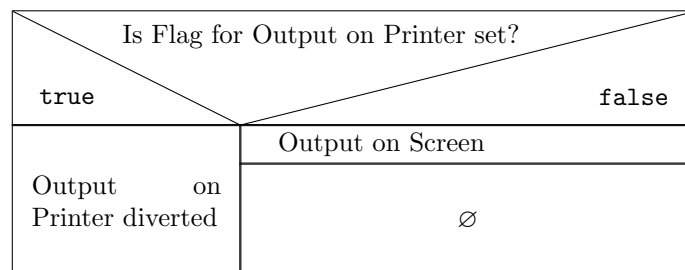 Is Flag for Output on Printer set?
true
false
Output on Screen
Output on
Printer diverted
∅